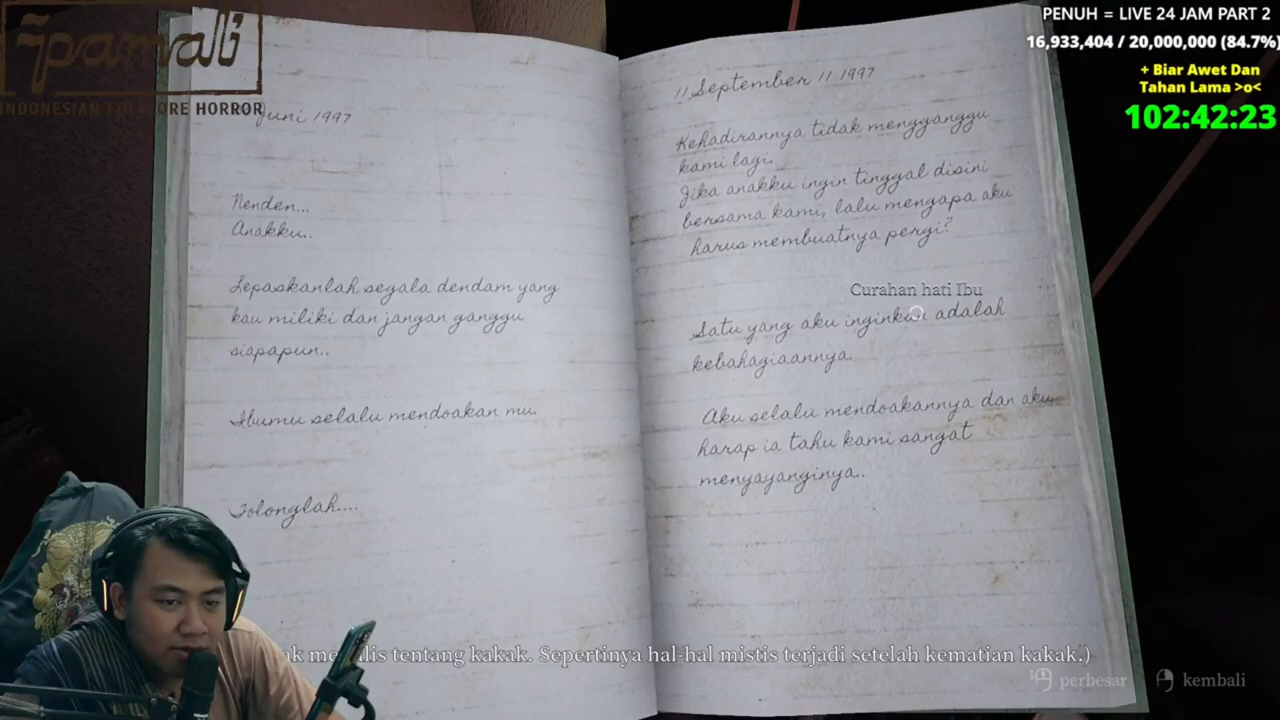 pamali
INDONESIAN FOLKLORE HORROR
PENUH = LIVE 24 JAM PART 2
16,933,404 / 20,000,000 (84.7%)
+ Biar Awet Dan
Tahan Lama >o<
102:42:23
Juni 1997
Nenden...
Anakku..
Lepaskanlah segala dendam yang
kau miliki dan jangan ganggu
siapapun..
Ibumu selalu mendoakan mu.
Tolonglah....
11 September 11 1997
Kehadirannya tidak mengganggu
kami lagi.
Jika anakku ingin tinggal disini
bersama kami, lalu mengapa aku
harus membuatnya pergi?
Curahan hati Ibu
Satu yang aku inginkan adalah
kebahagiaannya.
Aku selalu mendoakannya dan aku
harap ia tahu kami sangat
menyayanginya..
tentang kakak. Sepertinya hal-hal mistis terjadi setelah kematian kakak.)
perbesar
kembali